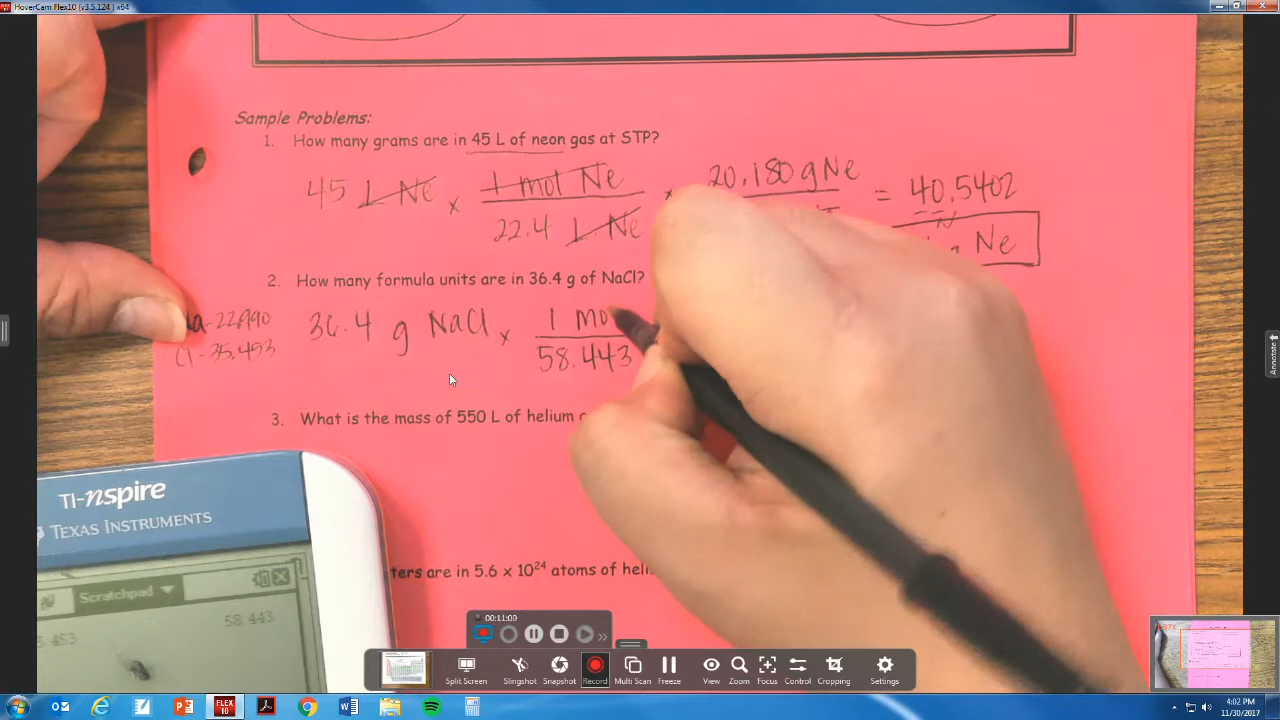 HoverCam Flex10 (v3.5.124) x64
Sample Problems:
1. How many grams are in 45 L of neon gas at STP?
45 L Ne x 1 mol Ne x 20.180 g Ne = 40.5402
22.4 L Ne
Ne
2. How many formula units are in 36.4 g of NaCl?
-22.990
Cl - 35.453
36.4 g NaCl x 1 mo
58.443
3. What is the mass of 550 L of helium
ters are in 5.6 x 10²⁴ atoms of heli
TI-nspire
TEXAS INSTRUMENTS
Scratchpad
58.443
5.453
Annotate
00:11:00
Split Screen Slingshot Snapshot Record Multi Scan Freeze View Zoom Focus Control Cropping Settings
FLEX 10
4:02 PM
11/30/2017